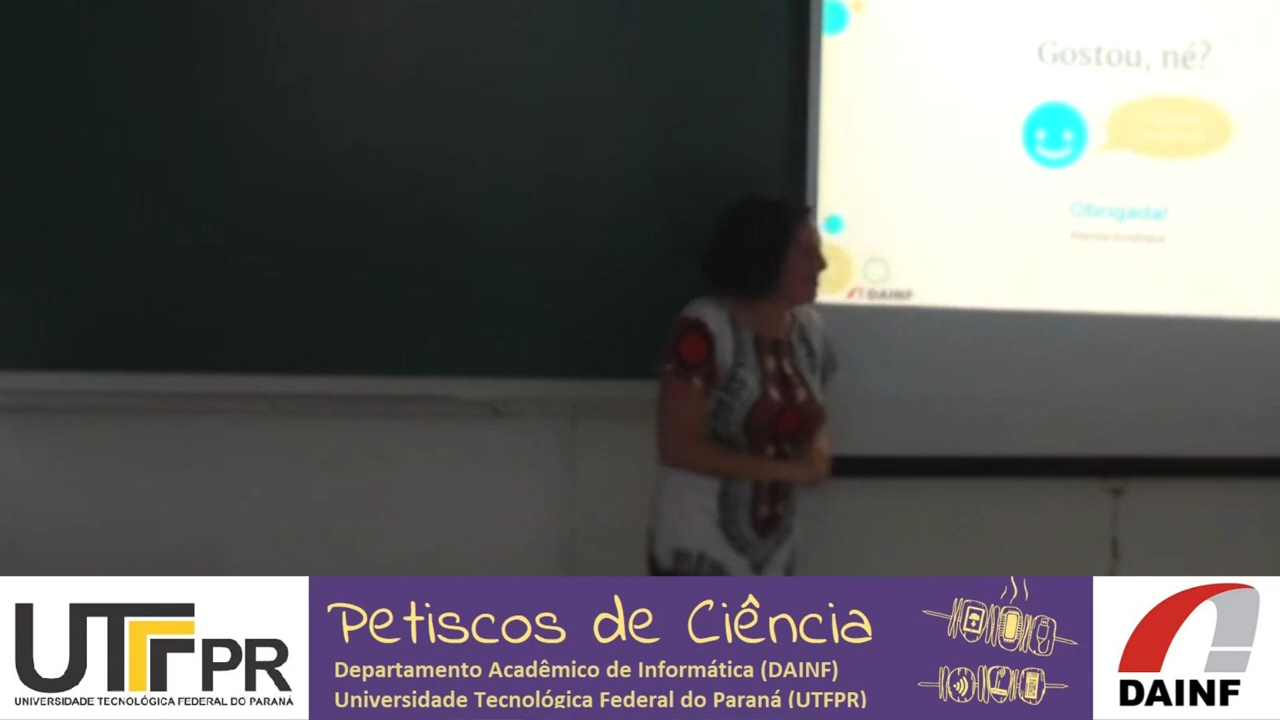 Gostou, né?
Obrigada!
DAINF
UTFPR
UNIVERSIDADE TECNOLÓGICA FEDERAL DO PARANÁ
Petiscos de Ciência
Departamento Acadêmico de Informática (DAINF)
Universidade Tecnológica Federal do Paraná (UTFPR)
DAINF